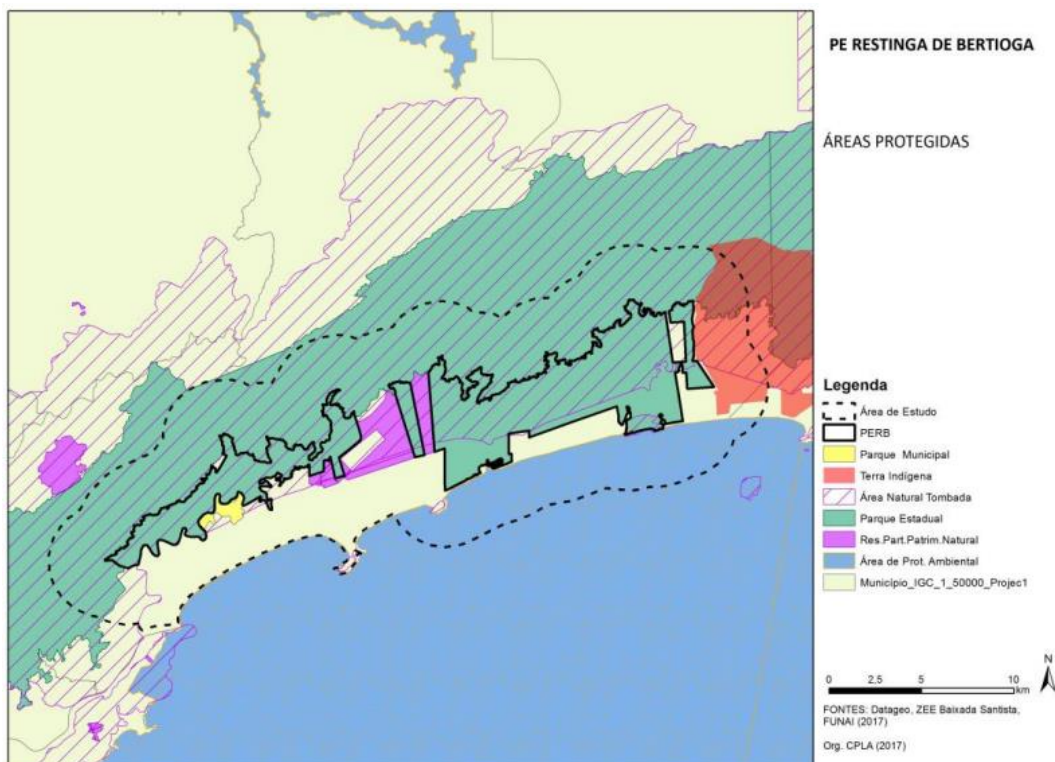 PE RESTINGA DE BERTIOGA
ÁREAS PROTEGIDAS
Legenda
Área de Estudo
PERB
Parque Municipal
Terra Indígena
Área Natural Tombada
Parque Estadual
Res.Part.Patrim.Natural
Área de Prot. Ambiental
Município_IGC_1_50000_Projec1
N
0 2,5 5 10
km
FONTES: Datageo, ZEE Baixada Santista,
FUNAI (2017)
Org. CPLA (2017)